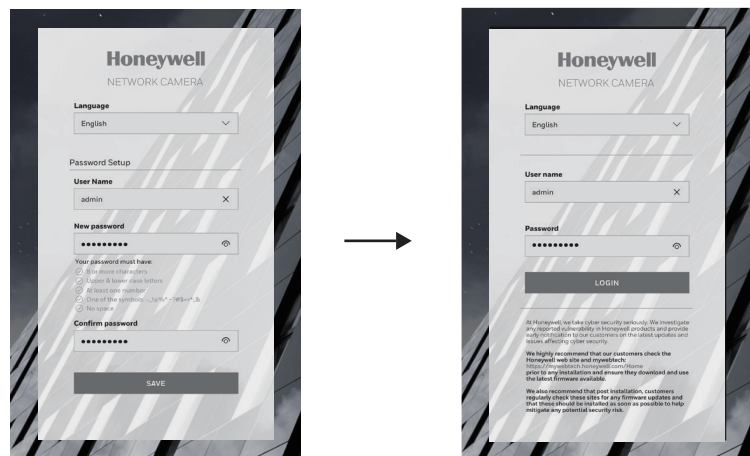 Honeywell
NETWORK CAMERA
Language
English
Password Setup
User Name
admin
New password
Your password must have:
8 or more characters
Upper & lower case letters
At least one number
One of the symbols
No space
Confirm password
SAVE
Honeywell
NETWORK CAMERA
Language
English
User name
admin
Password
LOGIN
At Honeywell, we take cyber security seriously. We investigate
any reported vulnerability in Honeywell products and provide
early notification to our customers on the latest updates and
issues affecting cyber security.
We highly recommend that our customers check the
Honeywell web site and mywebtech:
https://mywebtech.honeywell.com/Home
prior to any installation and ensure they download and use
the latest firmware available.
We also recommend that post installation, customers
regularly check these sites for any firmware updates and
that these should be installed as soon as possible to help
mitigate any potential security risk.